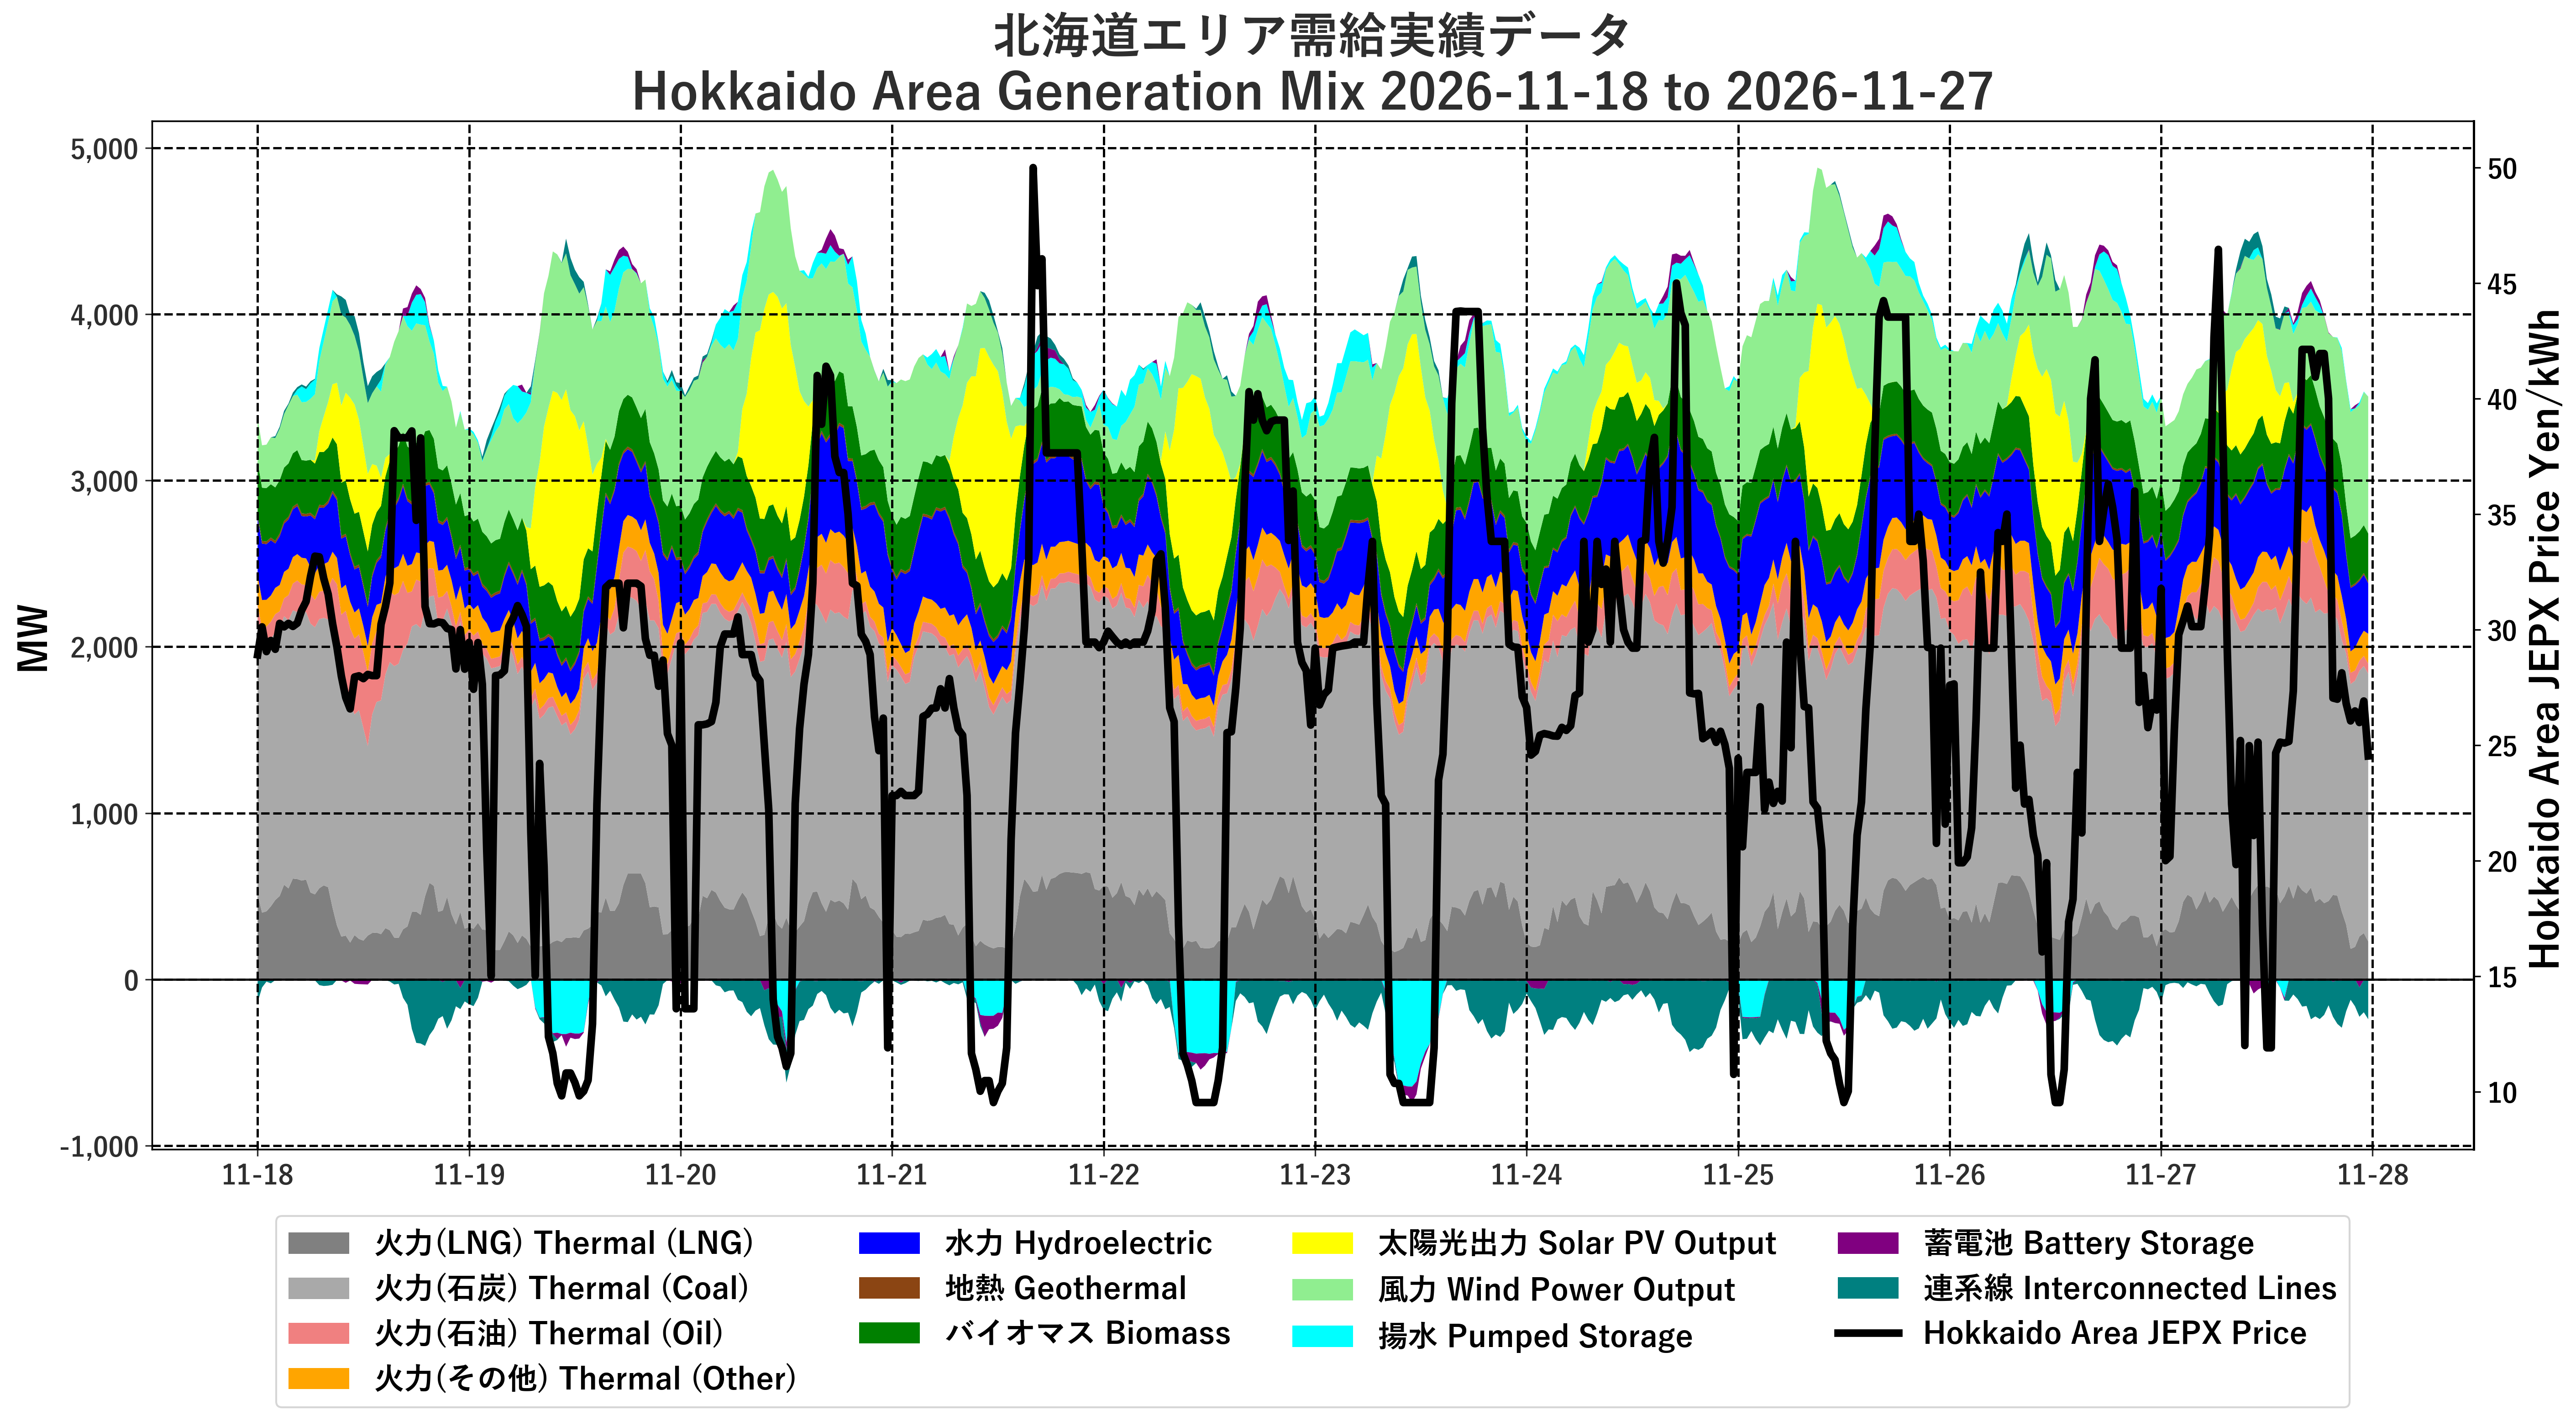 北海道エリア需給実績データ
Hokkaido Area Generation Mix 2026-11-18 to 2026-11-27
5,000
4,000
3,000
2,000
1,000
0
-1,000
MW
50
45
40
35
30
25
20
15
10
Hokkaido Area JEPX Price Yen/kWh
11-18
11-19
11-20
11-21
11-22
11-23
11-24
11-25
11-26
11-27
11-28
火力(LNG) Thermal (LNG)
火力(石炭) Thermal (Coal)
火力(石油) Thermal (Oil)
火力(その他) Thermal (Other)
水力 Hydroelectric
地熱 Geothermal
バイオマス Biomass
太陽光出力 Solar PV Output
風力 Wind Power Output
揚水 Pumped Storage
蓄電池 Battery Storage
連系線 Interconnected Lines
Hokkaido Area JEPX Price